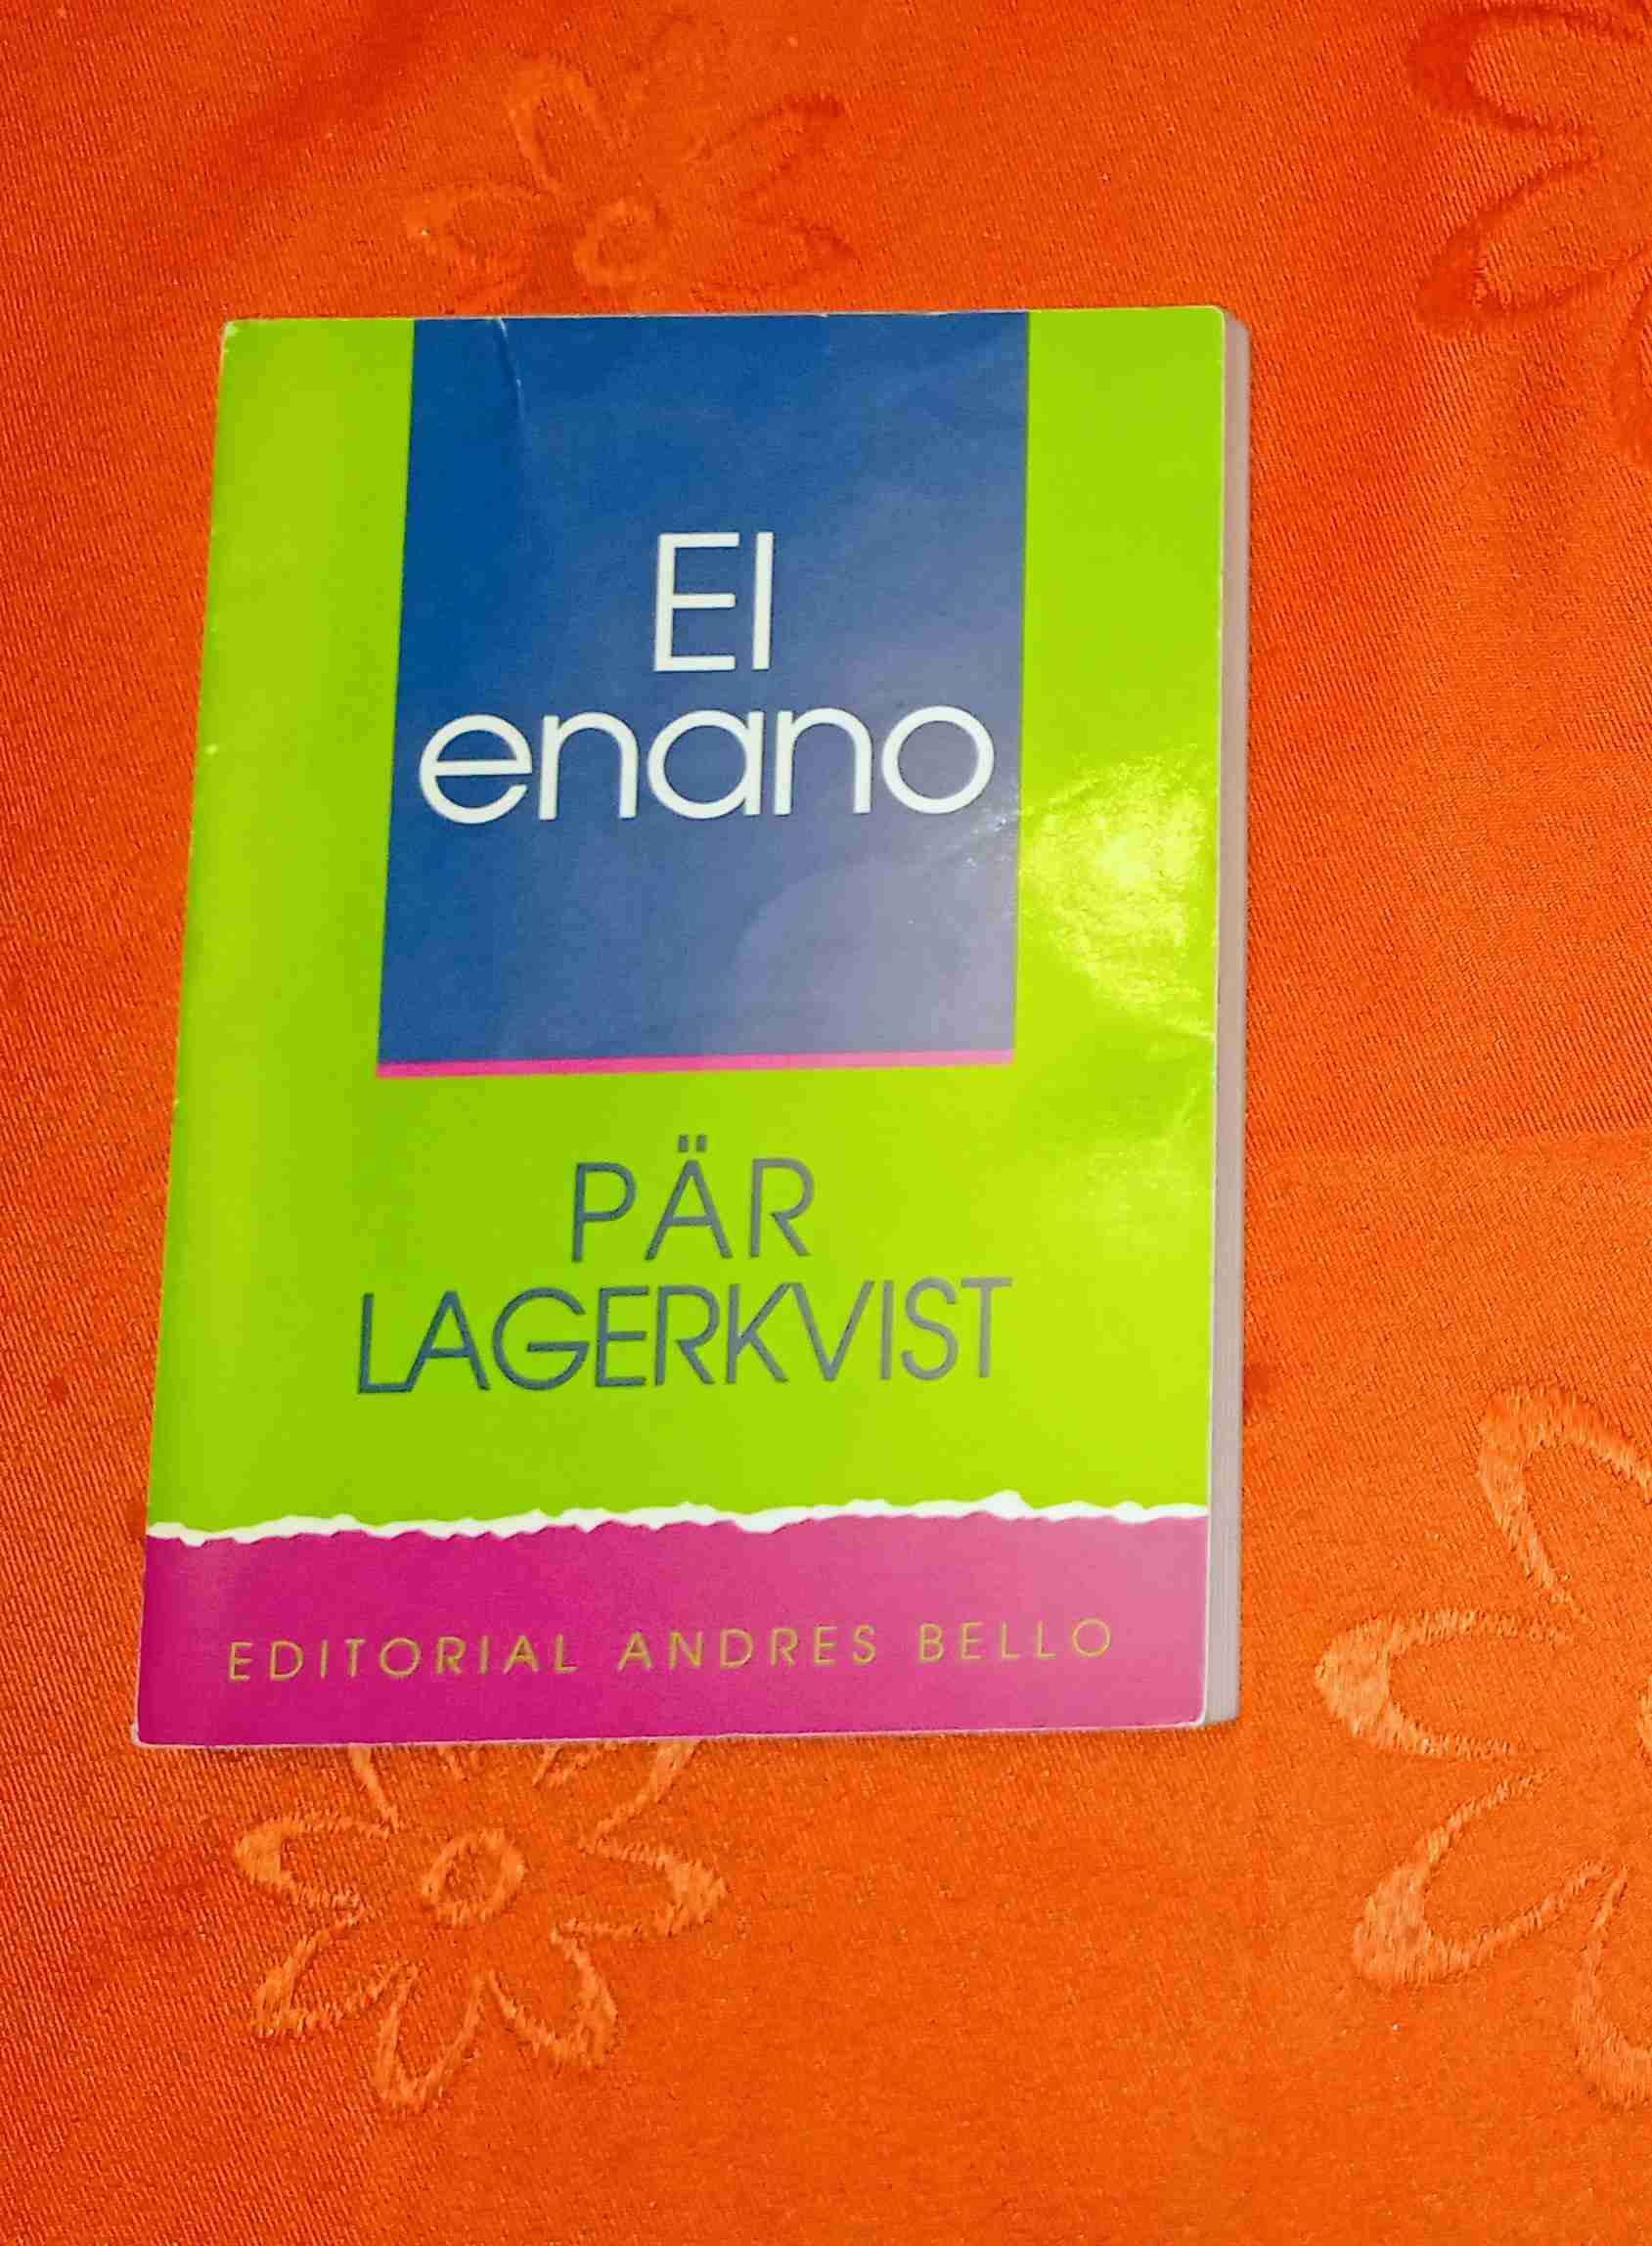 El
enano
PÄR
LAGERKVIST
EDITORIAL ANDRES BELLO